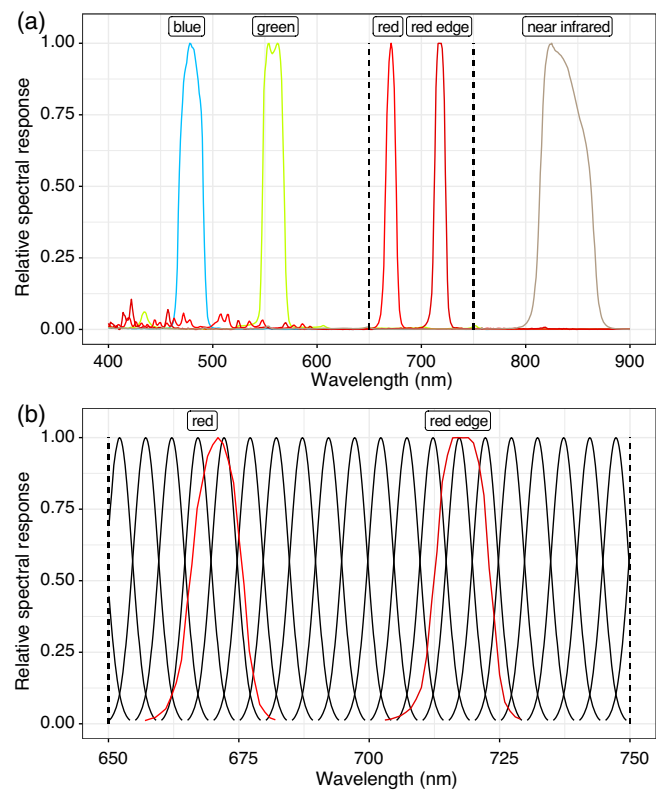 (a)
blue green red red edge near infrared
1.00
0.75
0.50
0.25
0.00
Relative spectral response
400 500 600 700 800 900
Wavelength (nm)
(b)
red red edge
1.00
0.75
0.50
0.25
0.00
Relative spectral response
650 675 700 725 750
Wavelength (nm)